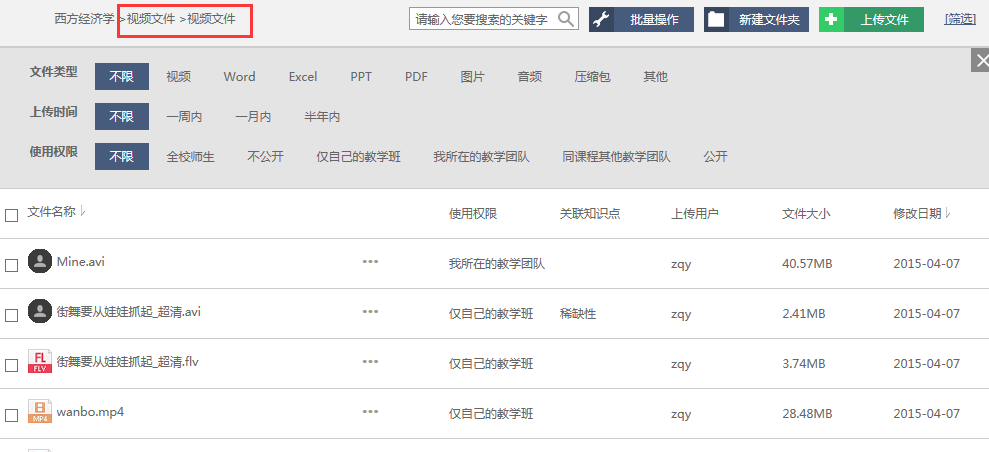 西方经济学 >视频文件 >视频文件 请输入您要搜索的关键字 批量操作 新建文件夹 上传文件 [筛选]
文件类型 不限 视频 Word Excel PPT PDF 图片 音频 压缩包 其他
上传时间 不限 一周内 一月内 半年内
使用权限 不限 全校师生 不公开 仅自己的教学班 我所在的教学团队 同课程其他教学团队 公开
文件名称 使用权限 关联知识点 上传用户 文件大小 修改日期
Mine.avi ••• 我所在的教学团队 zqy 40.57MB 2015-04-07
街舞要从娃娃抓起_超清.avi ••• 仅自己的教学班 稀缺性 zqy 2.41MB 2015-04-07
FL FLV 街舞要从娃娃抓起_超清.flv ••• 仅自己的教学班 zqy 3.74MB 2015-04-07
MP4 wanbo.mp4 ••• 仅自己的教学班 zqy 28.48MB 2015-04-07